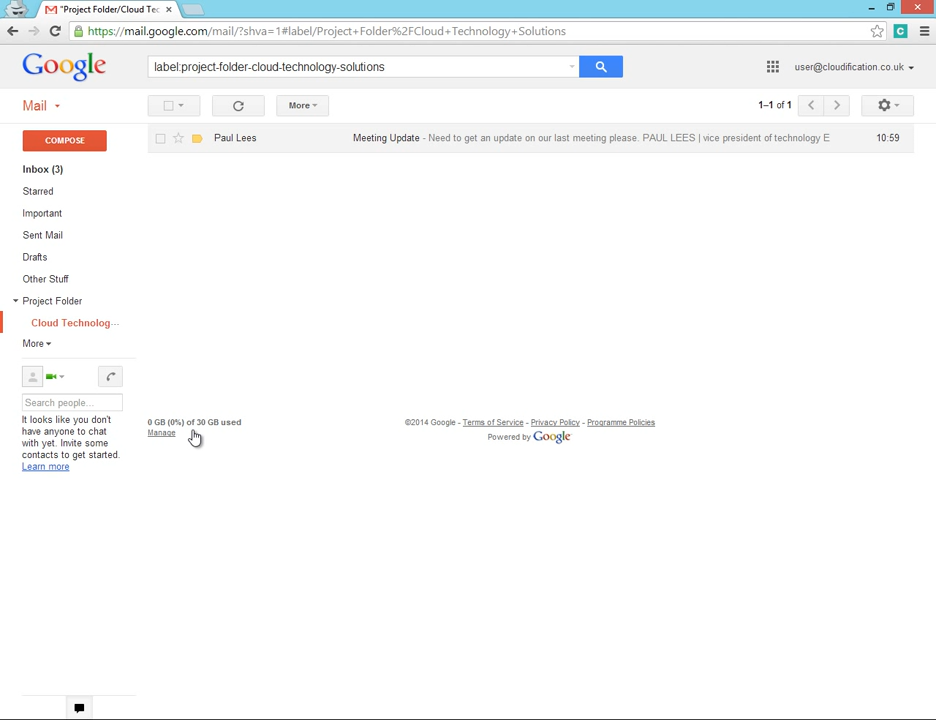 "Project Folder/Cloud Tec
https://mail.google.com/mail/?shva=1#label/Project+Folder%2FCloud+Technology+Solutions
C
Google
label:project-folder-cloud-technology-solutions
user@cloudification.co.uk
Mail
More
1–1 of 1
COMPOSE
Paul Lees
Meeting Update - Need to get an update on our last meeting please. PAUL LEES | vice president of technology E
10:59
Inbox (3)
Starred
Important
Sent Mail
Drafts
Other Stuff
Project Folder
Cloud Technolog...
More
Search people...
It looks like you don't
have anyone to chat
with yet. Invite some
contacts to get started.
Learn more
0 GB (0%) of 30 GB used
Manage
©2014 Google - Terms of Service - Privacy Policy - Programme Policies
Powered by Google